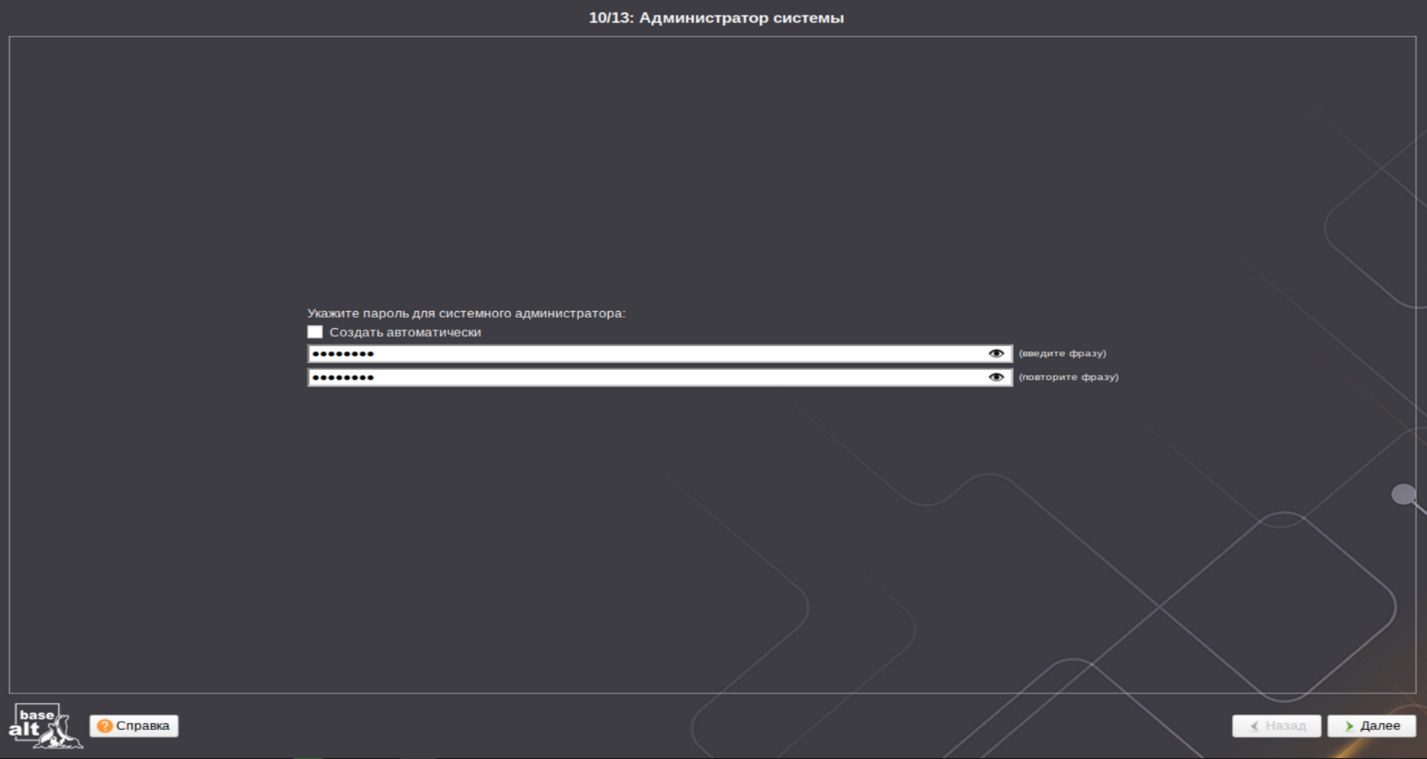 10/13: Администратор системы
Укажите пароль для системного администратора:
Создать автоматически
•••••••• (введите фразу)
•••••••• (повторите фразу)
base
alt
Справка
Назад
Далее